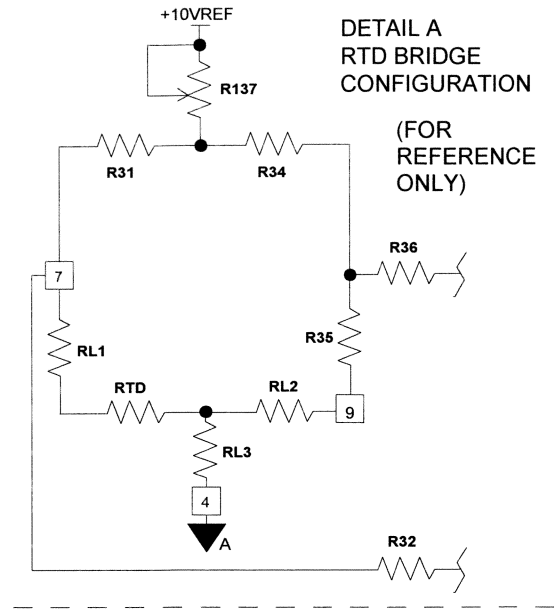 +10VREF
DETAIL A
RTD BRIDGE
CONFIGURATION
R137
(FOR
REFERENCE
ONLY)
R31
R34
R36
7
R35
RL1
RTD
RL2
9
RL3
4
A
R32